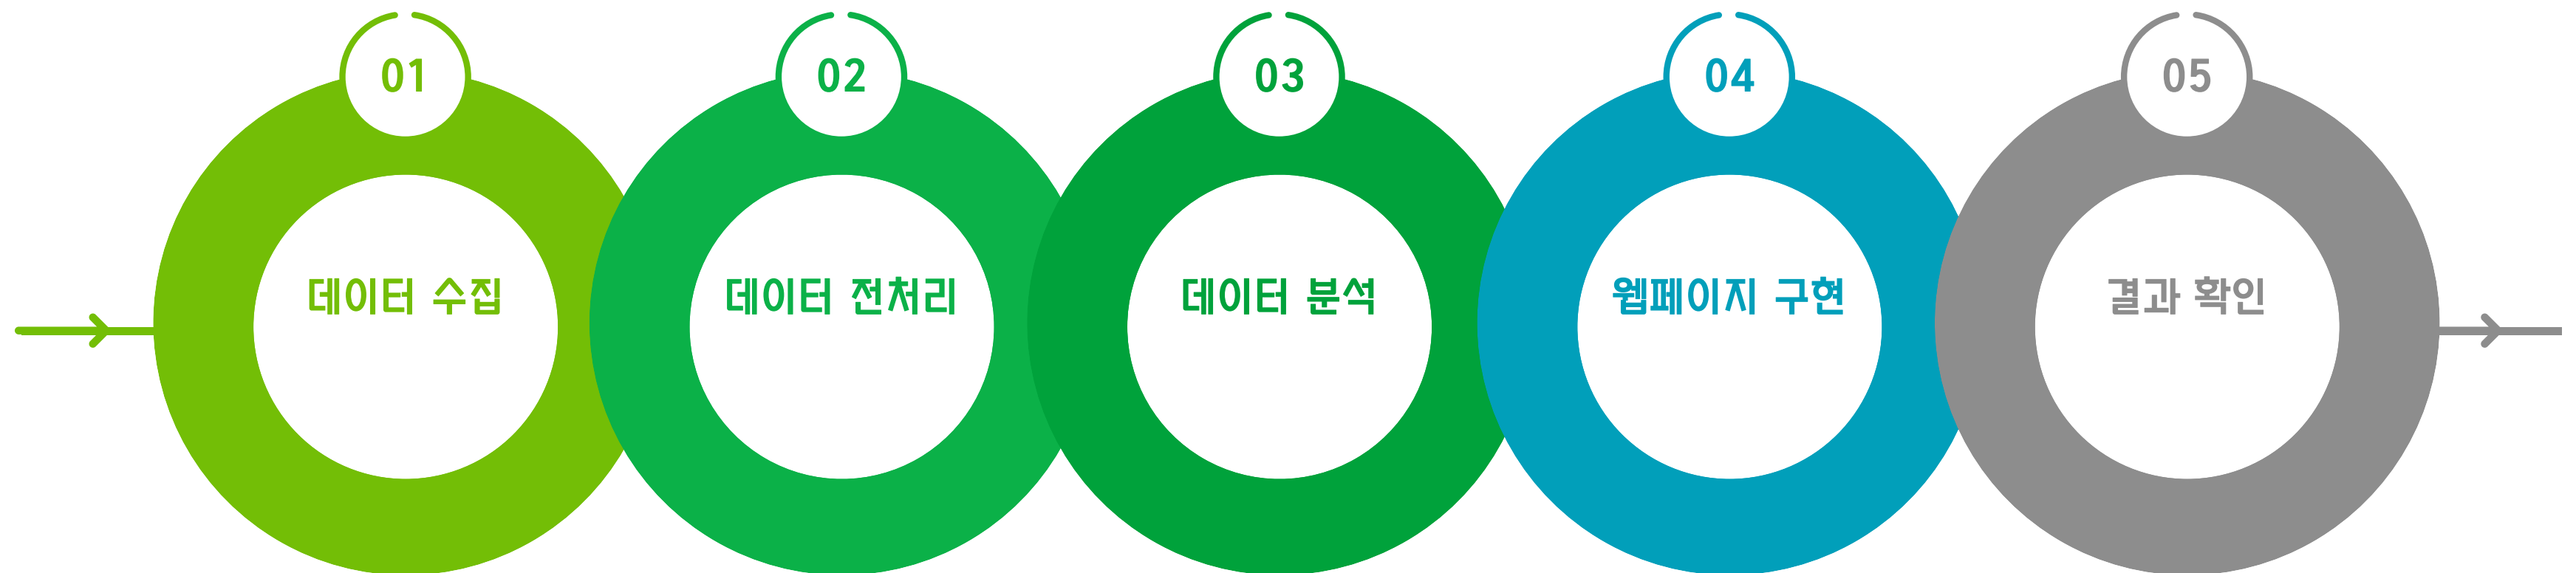 01
데이터 수집
02
데이터 전처리
03
데이터 분석
04
웹페이지 구현
05
결과 확인